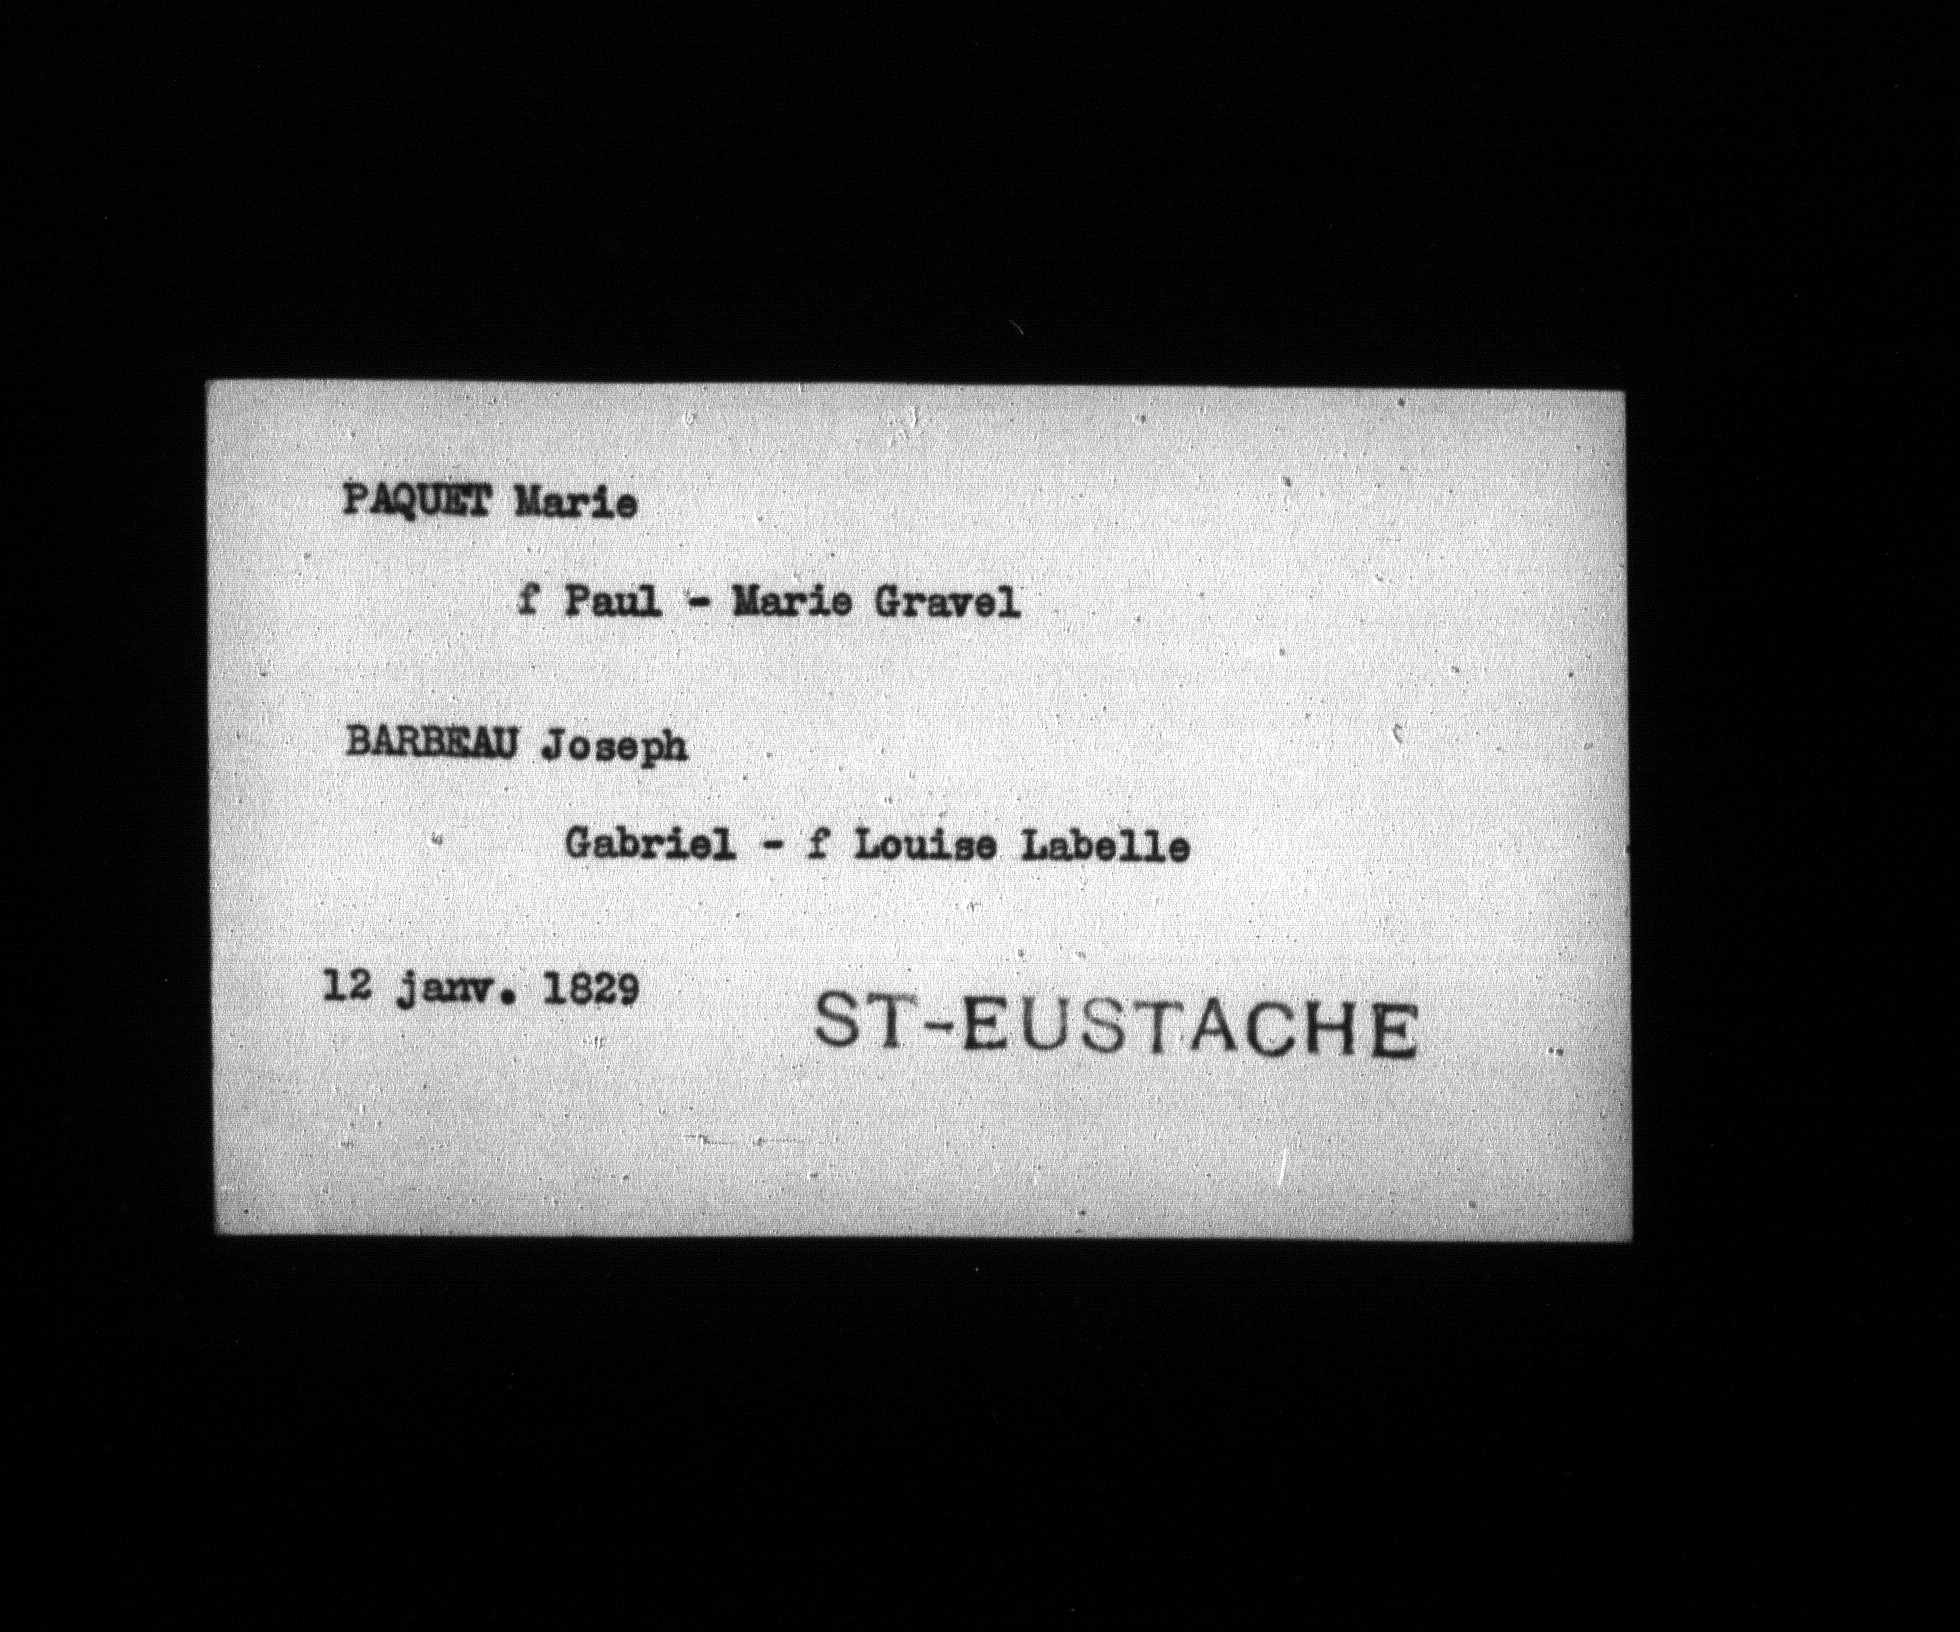 PAQUET Marie
f Paul - Marie Gravel
BARBEAU Joseph
Gabriel - f Louise Labelle
12 janv. 1829
ST-EUSTACHE